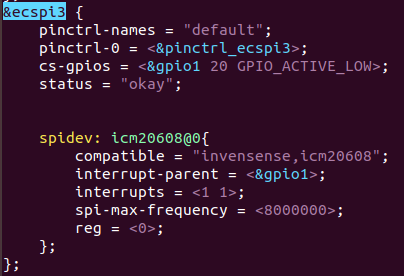 &ecspi3 {
pinctrl-names = "default";
pinctrl-0 = <&pinctrl_ecspi3>;
cs-gpios = <&gpio1 20 GPIO_ACTIVE_LOW>;
status = "okay";
spidev: icm20608@0{
compatible = "invensense,icm20608";
interrupt-parent = <&gpio1>;
interrupts = <1 1>;
spi-max-frequency = <8000000>;
reg = <0>;
};
};